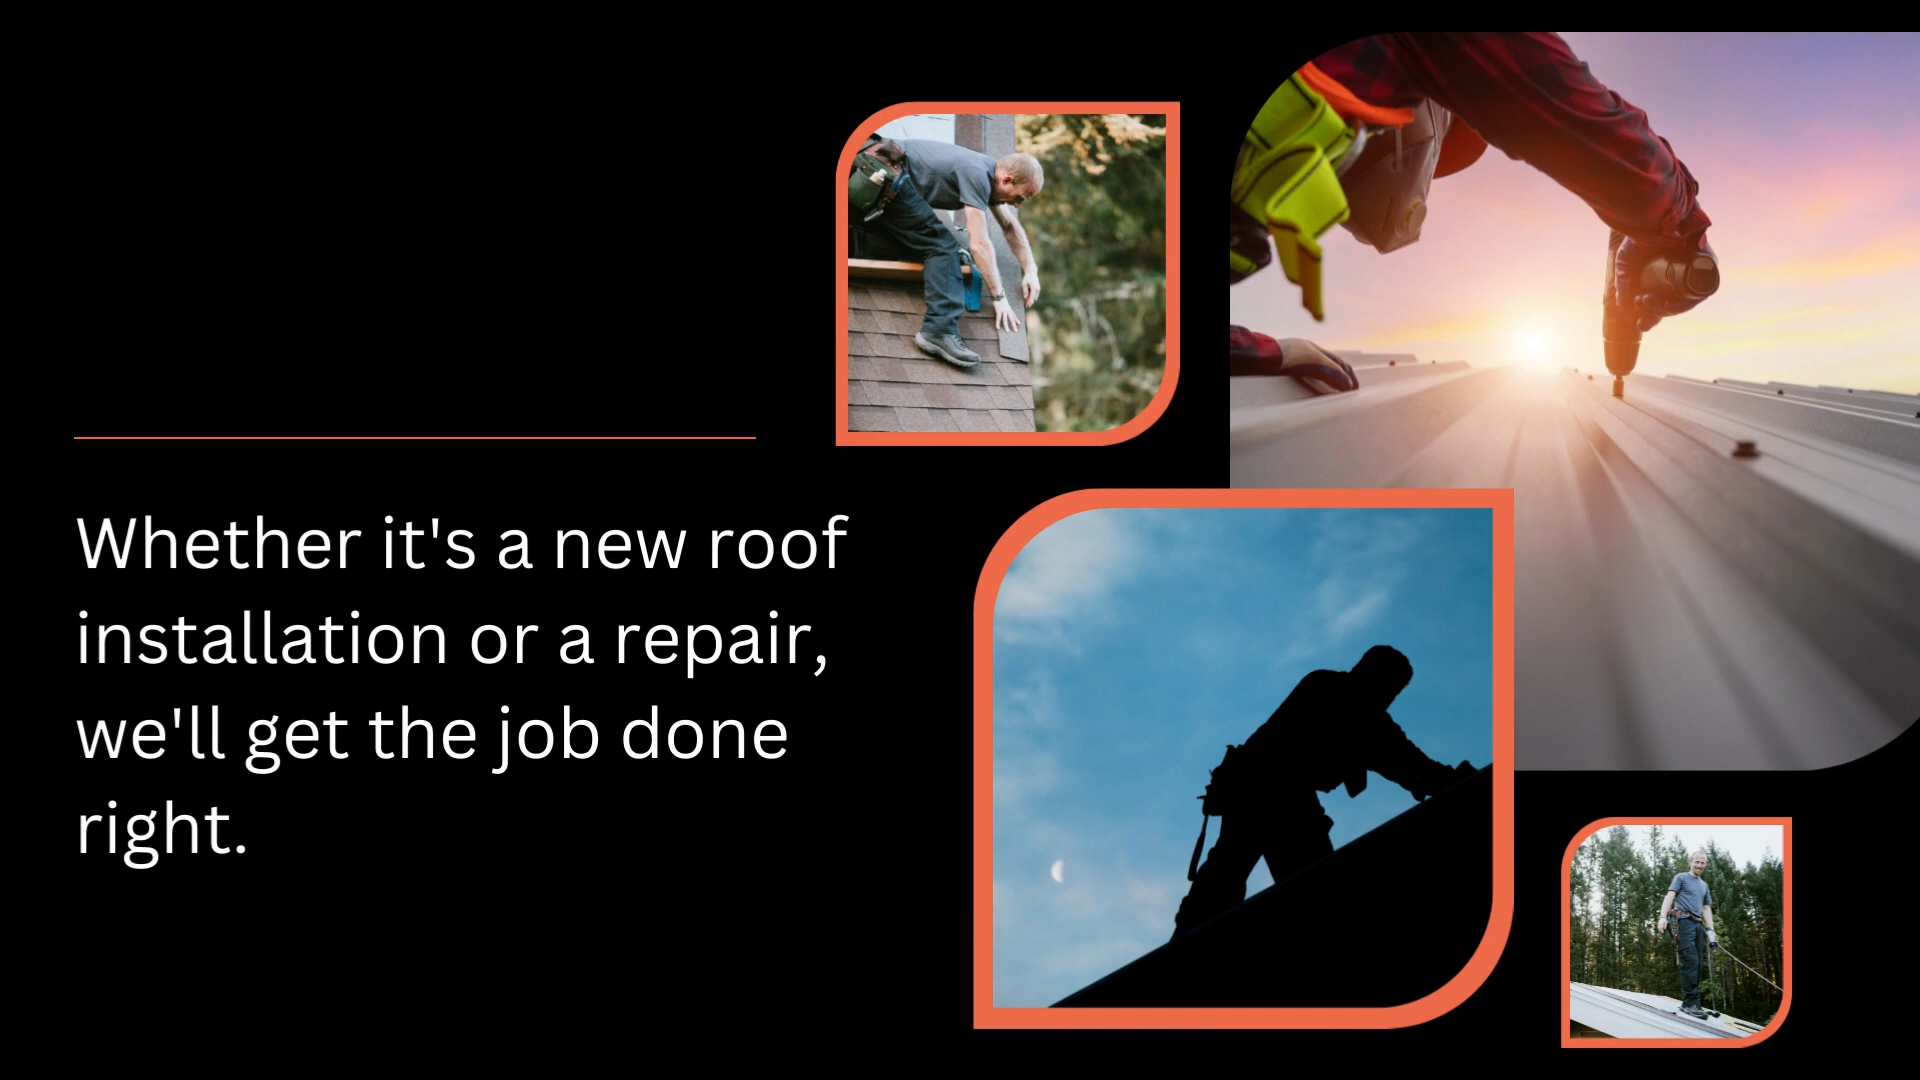 Whether it's a new roof
installation or a repair,
we'll get the job done
right.